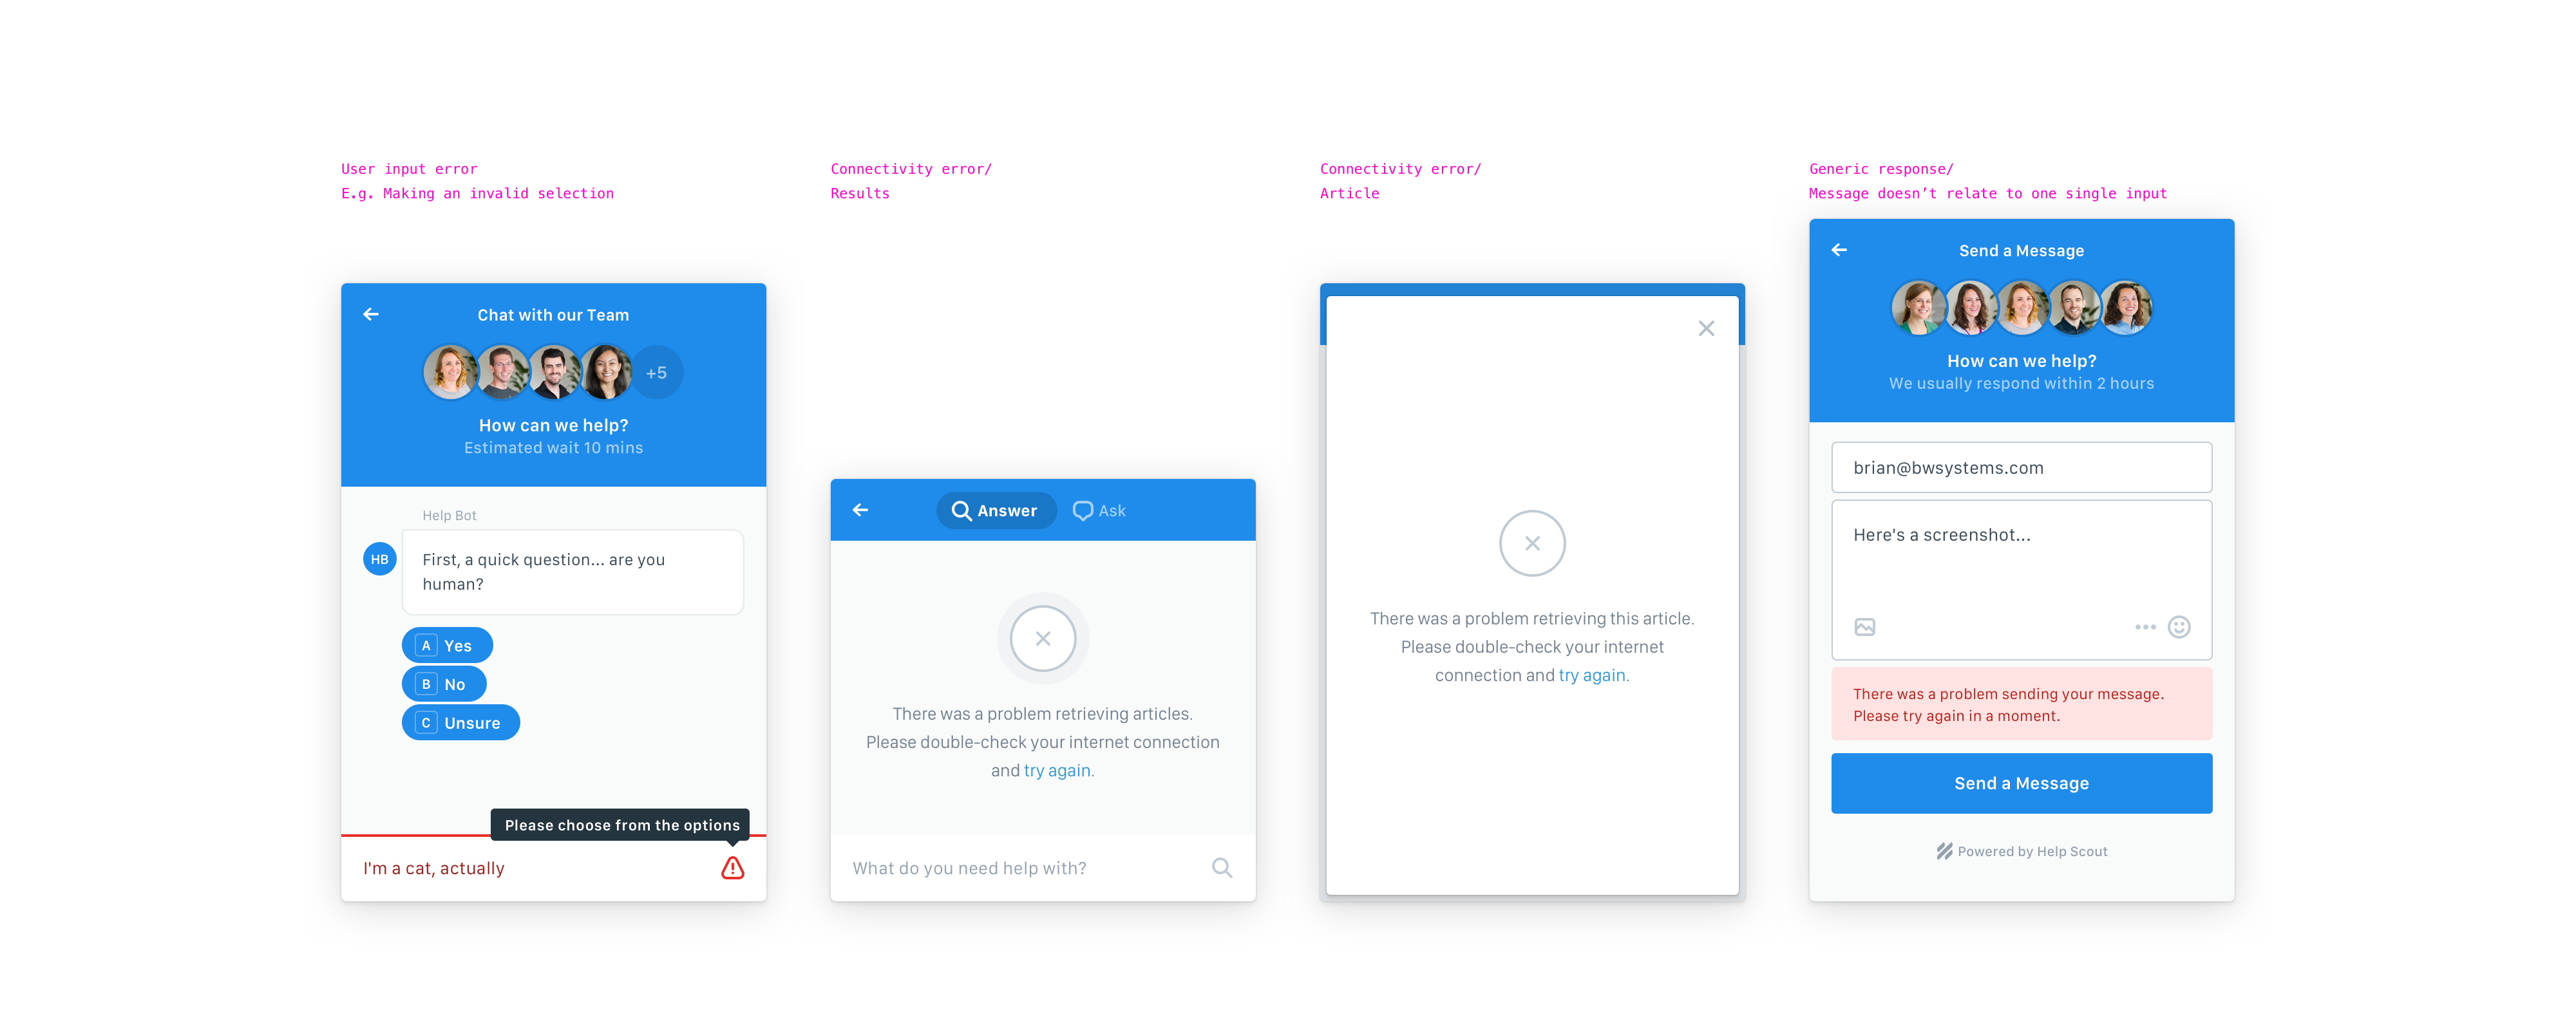 User input error
E.g. Making an invalid selection
Chat with our Team
+5
How can we help?
Estimated wait 10 mins
Help Bot
HB
First, a quick question... are you
human?
A Yes
B No
C Unsure
Please choose from the options
I'm a cat, actually
Connectivity error/
Results
Answer
Ask
There was a problem retrieving articles.
Please double-check your internet connection
and try again.
What do you need help with?
Connectivity error/
Article
There was a problem retrieving this article.
Please double-check your internet
connection and try again.
Generic response/
Message doesn’t relate to one single input
Send a Message
How can we help?
We usually respond within 2 hours
brian@bwsystems.com
Here's a screenshot...
There was a problem sending your message.
Please try again in a moment.
Send a Message
Powered by Help Scout